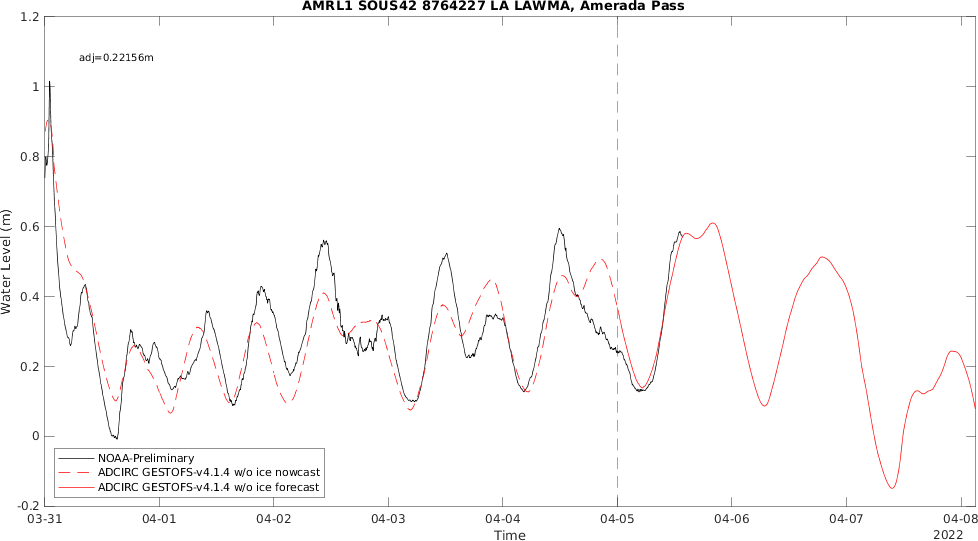 AMRL1 SOUS42 8764227 LA LAWMA, Amerada Pass
1.2
adj=0.22156m
1
0.8
0.6
0.4
0.2
0
-0.2
Water Level (m)
NOAA-Preliminary
ADCIRC GESTOFS-v4.1.4 w/o ice nowcast
ADCIRC GESTOFS-v4.1.4 w/o ice forecast
03-31 04-01 04-02 04-03 04-04 04-05 04-06 04-07 04-08
Time
2022